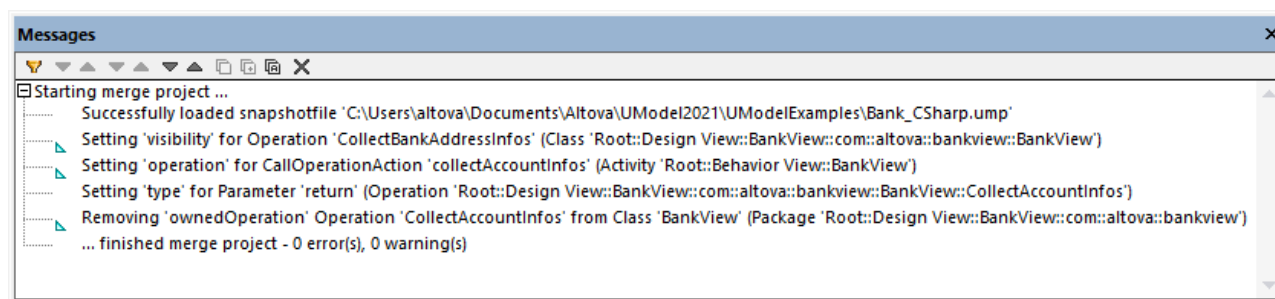 Messages
Starting merge project ...
Successfully loaded snapshotfile 'C:\Users\altova\Documents\Altova\UModel2021\UModelExamples\Bank_CSharp.ump'
Setting 'visibility' for Operation 'CollectBankAddressInfos' (Class 'Root::Design View::BankView::com::altova::bankview::BankView')
Setting 'operation' for CallOperationAction 'collectAccountInfos' (Activity 'Root::Behavior View::BankView')
Setting 'type' for Parameter 'return' (Operation 'Root::Design View::BankView::com::altova::bankview::BankView::CollectAccountInfos')
Removing 'ownedOperation' Operation 'CollectAccountInfos' from Class 'BankView' (Package 'Root::Design View::BankView::com::altova::bankview')
... finished merge project - 0 error(s), 0 warning(s)